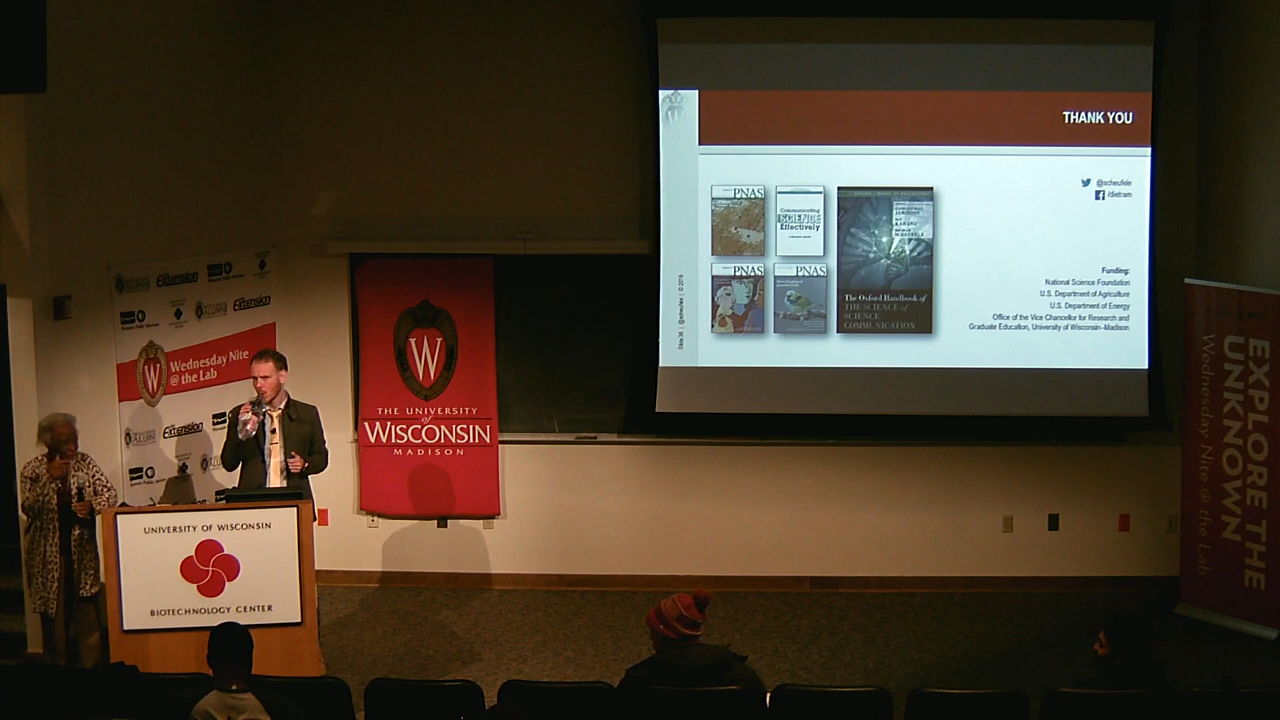 THANK YOU
@scheufele
/dietram
PNAS
Communicating
SCIENCE
Effectively
PNAS
PNAS
The Oxford Handbook of
THE SCIENCE of
SCIENCE
COMMUNICATION
Funding:
National Science Foundation
U.S. Department of Agriculture
U.S. Department of Energy
Office of the Vice Chancellor for Research and
Graduate Education, University of Wisconsin–Madison
Extension
Extension
Wednesday Nite
@ the Lab
W
Extension
PBS
W
THE UNIVERSITY
of
WISCONSIN
MADISON
UNIVERSITY OF WISCONSIN
BIOTECHNOLOGY CENTER
EXPLORE THE
UNKNOWN
Wednesday Nite @ the Lab